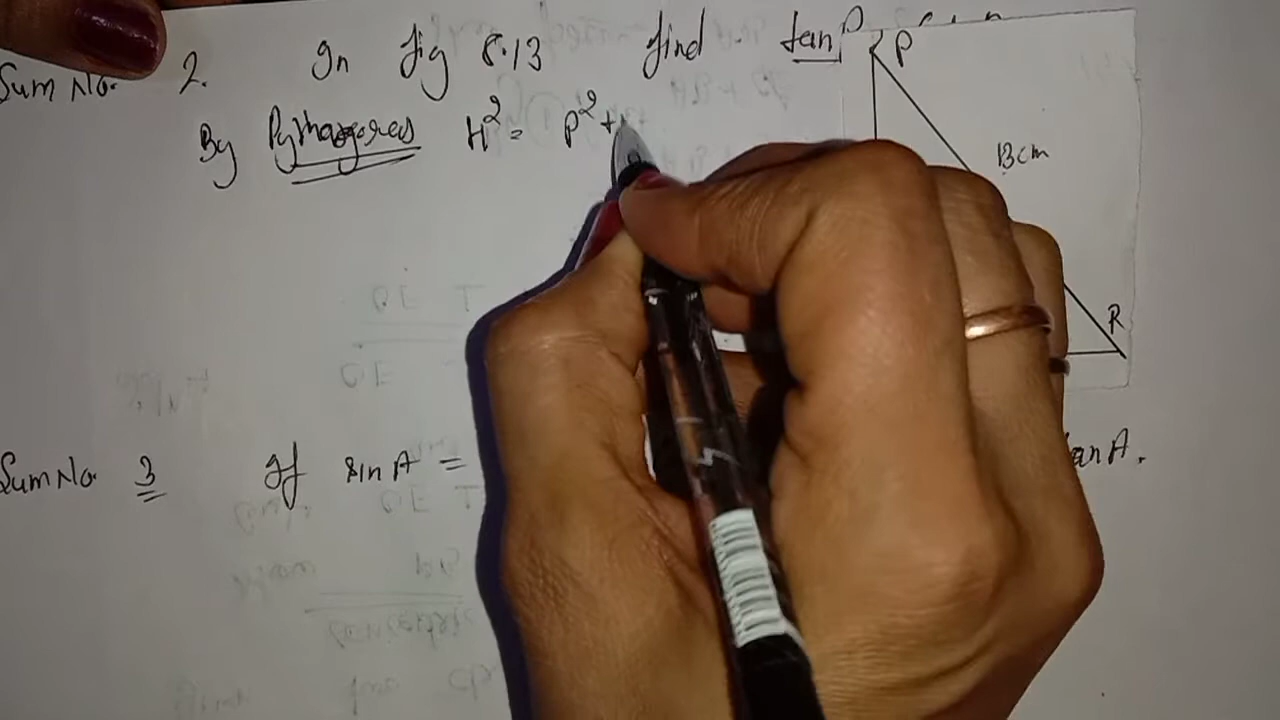 Sum No. 2. In fig 8.13 find tan P
P
By Pythagoras H² = P² +
13cm
R
Sum No. 3 If sin A =
tan A.